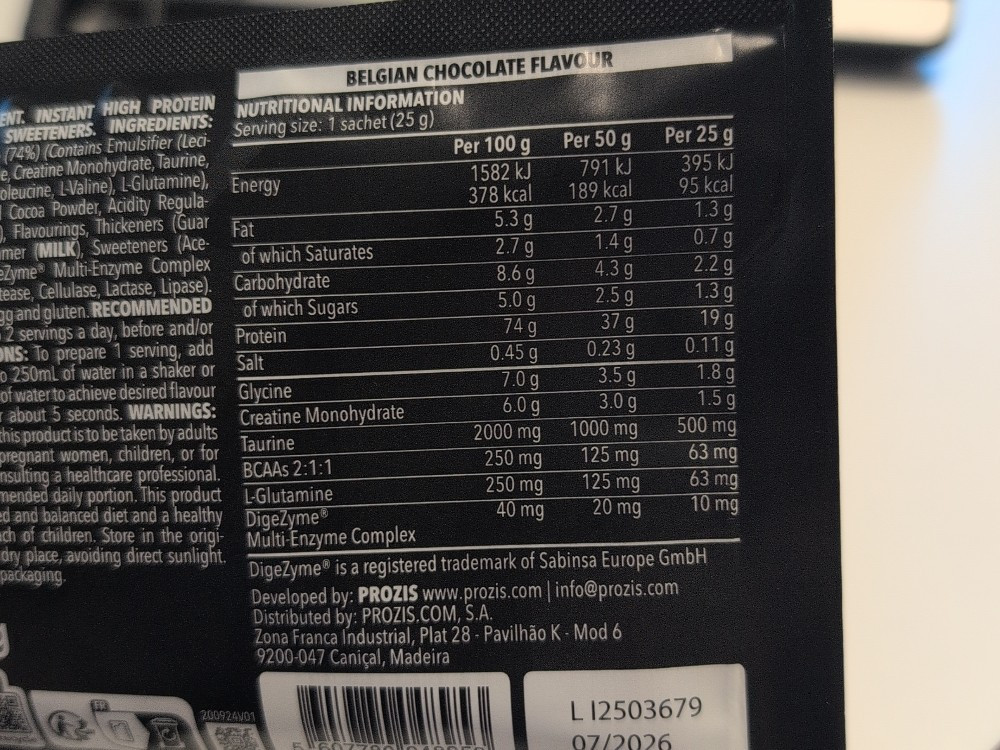 BELGIAN CHOCOLATE FLAVOUR
ENT. INSTANT HIGH PROTEIN
SWEETENERS. INGREDIENTS:
(74%) (Contains Emulsifier (Leci-
e, Creatine Monohydrate, Taurine,
oleucine, L-Valine), L-Glutamine),
Cocoa Powder, Acidity Regula-
), Flavourings, Thickeners (Guar
mer (MILK), Sweeteners (Ace-
eZyme® Multi-Enzyme Complex
tease, Cellulase, Lactase, Lipase).
gg and gluten. RECOMMENDED
2 servings a day, before and/or
ONS: To prepare 1 serving, add
o 250mL of water in a shaker or
of water to achieve desired flavour
r about 5 seconds. WARNINGS:
this product is to be taken by adults
pregnant women, children, or for
nsulting a healthcare professional.
mended daily portion. This product
ed and balanced diet and a healthy
ach of children. Store in the origi-
dry place, avoiding direct sunlight.
packaging.
NUTRITIONAL INFORMATION
Serving size: 1 sachet (25 g)
Per 100 g Per 50 g Per 25 g
Energy 1582 kJ 791 kJ 395 kJ
378 kcal 189 kcal 95 kcal
Fat 5.3 g 2.7 g 1.3 g
of which Saturates 2.7 g 1.4 g 0.7 g
Carbohydrate 8.6 g 4.3 g 2.2 g
of which Sugars 5.0 g 2.5 g 1.3 g
Protein 74 g 37 g 19 g
Salt 0.45 g 0.23 g 0.11 g
Glycine 7.0 g 3.5 g 1.8 g
Creatine Monohydrate 6.0 g 3.0 g 1.5 g
Taurine 2000 mg 1000 mg 500 mg
BCAAs 2:1:1 250 mg 125 mg 63 mg
L-Glutamine 250 mg 125 mg 63 mg
DigeZyme® 40 mg 20 mg 10 mg
Multi-Enzyme Complex
DigeZyme® is a registered trademark of Sabinsa Europe GmbH
Developed by: PROZIS www.prozis.com | info@prozis.com
Distributed by: PROZIS.COM, S.A.
Zona Franca Industrial, Plat 28 - Pavilhão K - Mod 6
9200-047 Caniçal, Madeira
FR
200924V01
L I2503679
07/2026